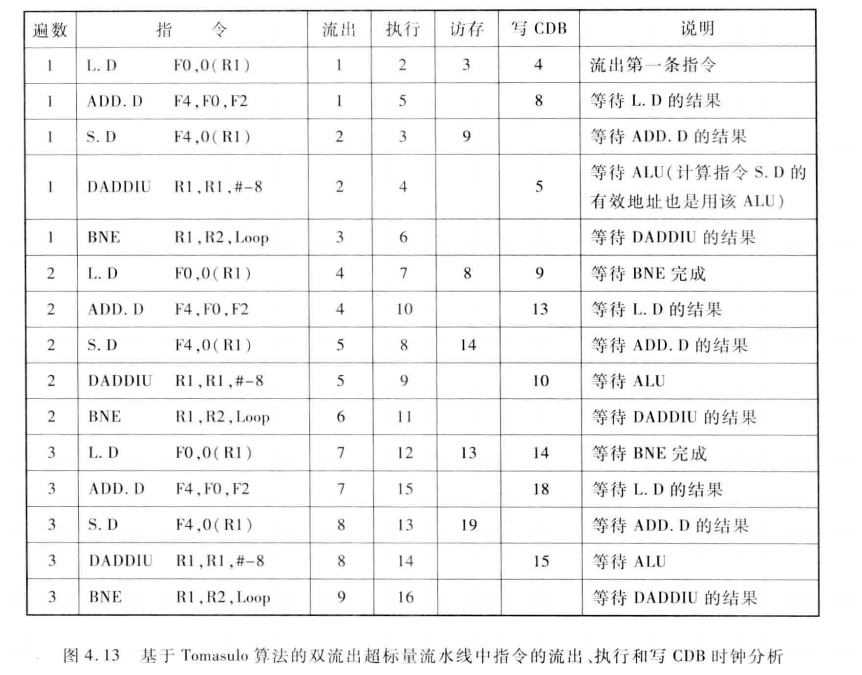 遍数 指 令 流出 执行 访存 写 CDB 说明
1 L. D F0,0( R1) 1 2 3 4 流出第一条指令
1 ADD. D F4,F0,F2 1 5 8 等待 L. D 的结果
1 S. D F4,0( R1) 2 3 9 等待 ADD. D 的结果
1 DADDIU R1,R1,#-8 2 4 5 等待 ALU(计算指令 S. D 的
有效地址也是用该 ALU)
1 BNE R1,R2,Loop 3 6 等待 DADDIU 的结果
2 L. D F0,0( R1) 4 7 8 9 等待 BNE 完成
2 ADD. D F4,F0,F2 4 10 13 等待 L. D 的结果
2 S. D F4,0( R1) 5 8 14 等待 ADD. D 的结果
2 DADDIU R1,R1,#-8 5 9 10 等待 ALU
2 BNE R1,R2,Loop 6 11 等待 DADDIU 的结果
3 L. D F0,0( R1) 7 12 13 14 等待 BNE 完成
3 ADD. D F4,F0,F2 7 15 18 等待 L. D 的结果
3 S. D F4,0( R1) 8 13 19 等待 ADD. D 的结果
3 DADDIU R1,R1,#-8 8 14 15 等待 ALU
3 BNE R1,R2,Loop 9 16 等待 DADDIU 的结果
图 4.13 基于 Tomasulo 算法的双流出超标量流水线中指令的流出、执行和写 CDB 时钟分析